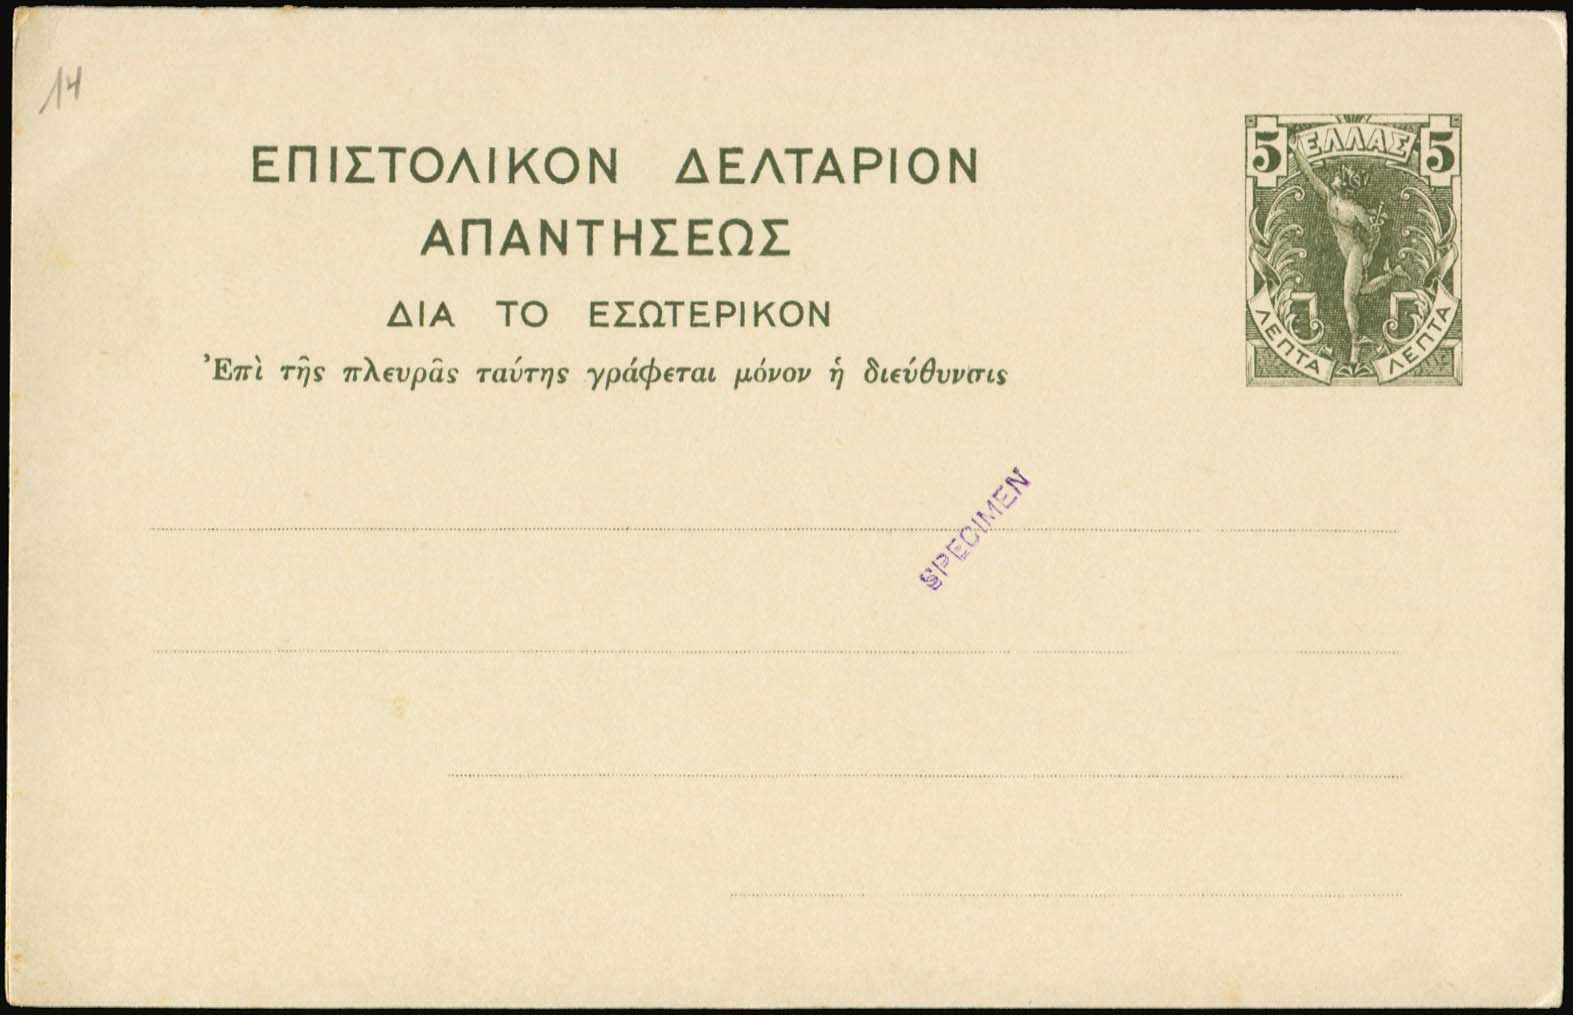 14
ΕΠΙΣΤΟΛΙΚΟΝ ΔΕΛΤΑΡΙΟΝ
ΑΠΑΝΤΗΣΕΩΣ
ΔΙΑ ΤΟ ΕΣΩΤΕΡΙΚΟΝ
Ἐπὶ τῆς πλευρᾶς ταύτης γράφεται μόνον ἡ διεύθυνσις
5 ΕΛΛΑΣ 5
5 5
ΛΕΠΤΑ ΛΕΠΤΑ
SPECIMEN